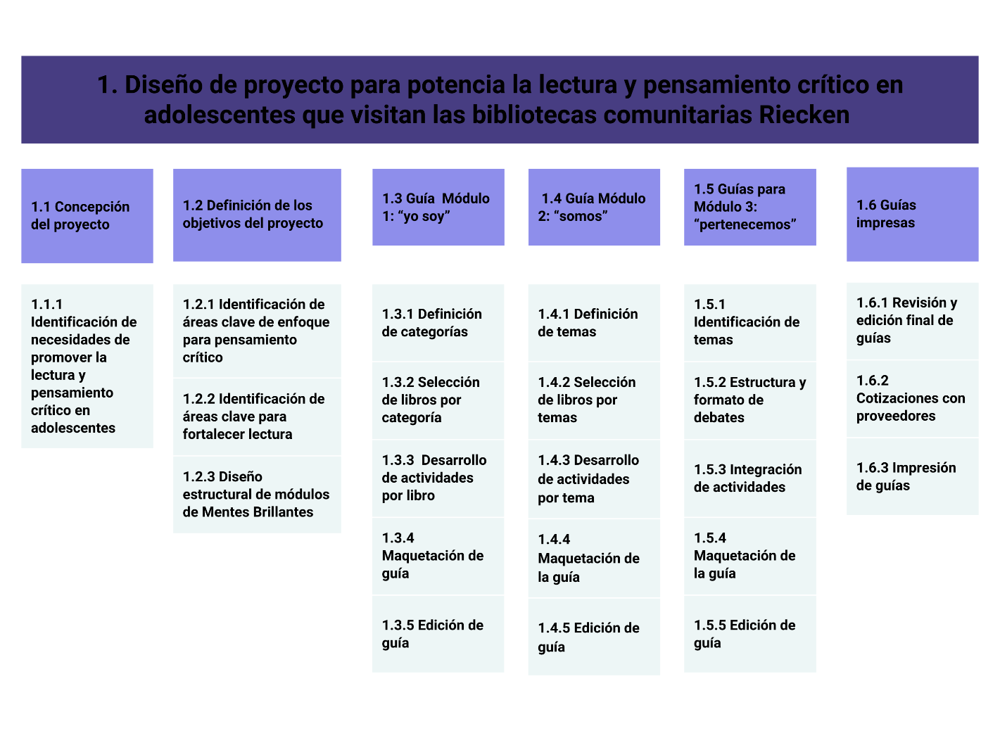 1. Diseño de proyecto para potencia la lectura y pensamiento crítico en
adolescentes que visitan las bibliotecas comunitarias Riecken
1.1 Concepción
del proyecto
1.1.1
Identificación de
necesidades de
promover la
lectura y
pensamiento
crítico en
adolescentes
1.2 Definición de los
objetivos del proyecto
1.2.1 Identificación de
áreas clave de enfoque
para pensamiento
crítico
1.2.2 Identificación de
áreas clave para
fortalecer lectura
1.2.3 Diseño
estructural de módulos
de Mentes Brillantes
1.3 Guía  Módulo
1: “yo soy”
1.3.1 Definición
de categorías
1.3.2 Selección
de libros por
categoría
1.3.3  Desarrollo
de actividades
por libro
1.3.4
Maquetación de
guía
1.3.5 Edición de
guía
1.4 Guía Módulo
2: “somos”
1.4.1 Definición
de temas
1.4.2 Selección
de libros por
temas
1.4.3 Desarrollo
de actividades
por tema
1.4.4
Maquetación de
la guía
1.4.5 Edición de
guía
1.5 Guías para
Módulo 3:
“pertenecemos”
1.5.1
Identificación de
temas
1.5.2 Estructura y
formato de
debates
1.5.3 Integración
de actividades
1.5.4
Maquetación de
la guía
1.5.5 Edición de
guía
1.6 Guías
impresas
1.6.1 Revisión y
edición final de
guías
1.6.2
Cotizaciones con
proveedores
1.6.3 Impresión
de guías